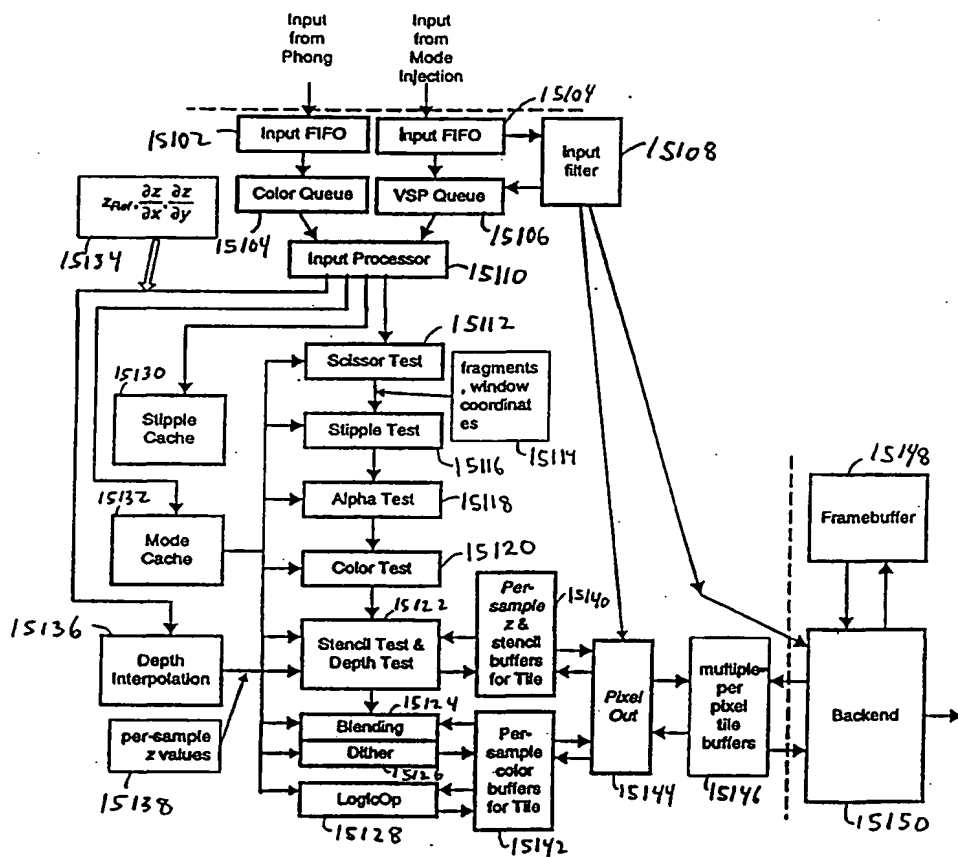 Input
from
Phong
Input
from
Mode
Injection
15104
15102
Input FIFO
Input FIFO
Input
filter
15108
zRef, ∂z/∂x, ∂z/∂y
15134
Color Queue
VSP Queue
15104
15106
Input Processor
15110
15112
Scissor Test
fragments
, window
coordinat
es
15114
15130
Stipple
Cache
Stipple Test
15116
Alpha Test
15118
15132
Mode
Cache
Color Test
15120
15148
Framebuffer
15136
Depth
Interpolation
15122
Stencil Test &
Depth Test
Per-
sample
z &
stencil
buffers
for Tile
15140
Pixel
Out
15144
multiple-
per
pixel
tile
buffers
15146
Backend
15150
per-sample
z values
15138
15124
Blending
Dither
15126
LogicOp
15128
Per-
sample
color
buffers
for Tile
15142